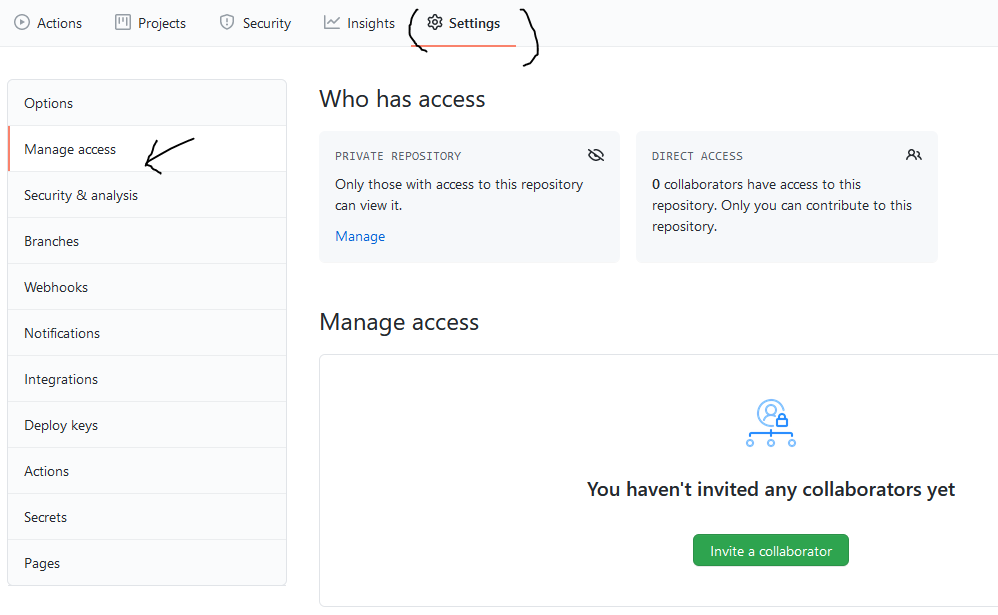 Actions Projects Security Insights Settings
Options
Manage access
Security & analysis
Branches
Webhooks
Notifications
Integrations
Deploy keys
Actions
Secrets
Pages
Who has access
PRIVATE REPOSITORY
Only those with access to this repository
can view it.
Manage
DIRECT ACCESS
0 collaborators have access to this
repository. Only you can contribute to this
repository.
Manage access
You haven't invited any collaborators yet
Invite a collaborator